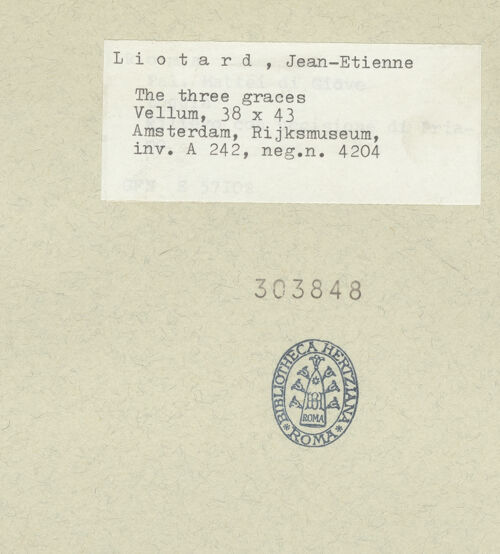 L i o t a r d , Jean-Etienne
The three graces
Vellum, 38 x 43
Amsterdam, Rijksmuseum,
inv. A 242, neg.n. 4204
303848
BIBLIOTHECA HERTZIANA
ROMA
* ROMA *